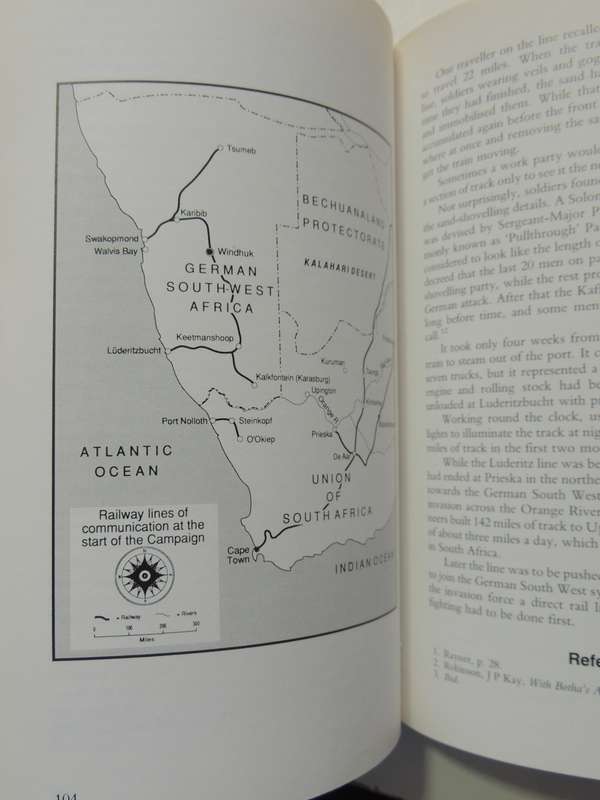 Tsumeb
Karibib
Swakopmond
Walvis Bay
Windhuk
GERMAN
SOUTH WEST
AFRICA
BECHUANALAND
PROTECTORATE
KALAHARI DESERT
Keetmanshoop
Lüderitzbucht
Kalkfontein (Karasburg)
Kuruman
Upington
Orange R.
Port Nolloth
Steinkopf
O'Okiep
Prieska
De Aar
ATLANTIC
OCEAN
UNION
OF
SOUTH AFRICA
Cape
Town
INDIAN OCEAN
Railway lines of
communication at the
start of the Campaign
N
= Railway
= Rivers
0 100 200 300
Miles
104
One traveller on the line recalled
to travel 22 miles. When the tra
line, soldiers wearing veils and gog
time they had finished, the sand ha
and immobilised them. While that
accumulated again before the front
where at once and removing the sa
get the train moving.
Sometimes a work party would
a section of track only to see it the n
Not surprisingly, soldiers foun
the sand-shovelling details. A Solom
was devised by Sergeant-Major P
monly known as 'Pullthrough' Pa
considered to look like the length o
decreed that the last 20 men on pa
shovelling party, while the rest pro
German attack. After that the Kaf
long before time, and some men
call.
It took only four weeks from
train to steam out of the port. It c
seven trucks, but it represented a
engine and rolling stock had be
unloaded at Luderitzbucht with pr
Working round the clock, us
lights to illuminate the track at nig
miles of track in the first two mo
While the Luderitz line was be
had ended at Prieska in the northe
towards the German South West
invasion across the Orange River
neers built 142 miles of track to Up
of about three miles a day, which
in South Africa.
Later the line was to be pushed
to join the German South West sy
the invasion force a direct rail li
fighting had to be done first.
Refe
1. Rayner, p. 28.
2. Robinson, J P Kay, With Botha's A
3. Ibid.